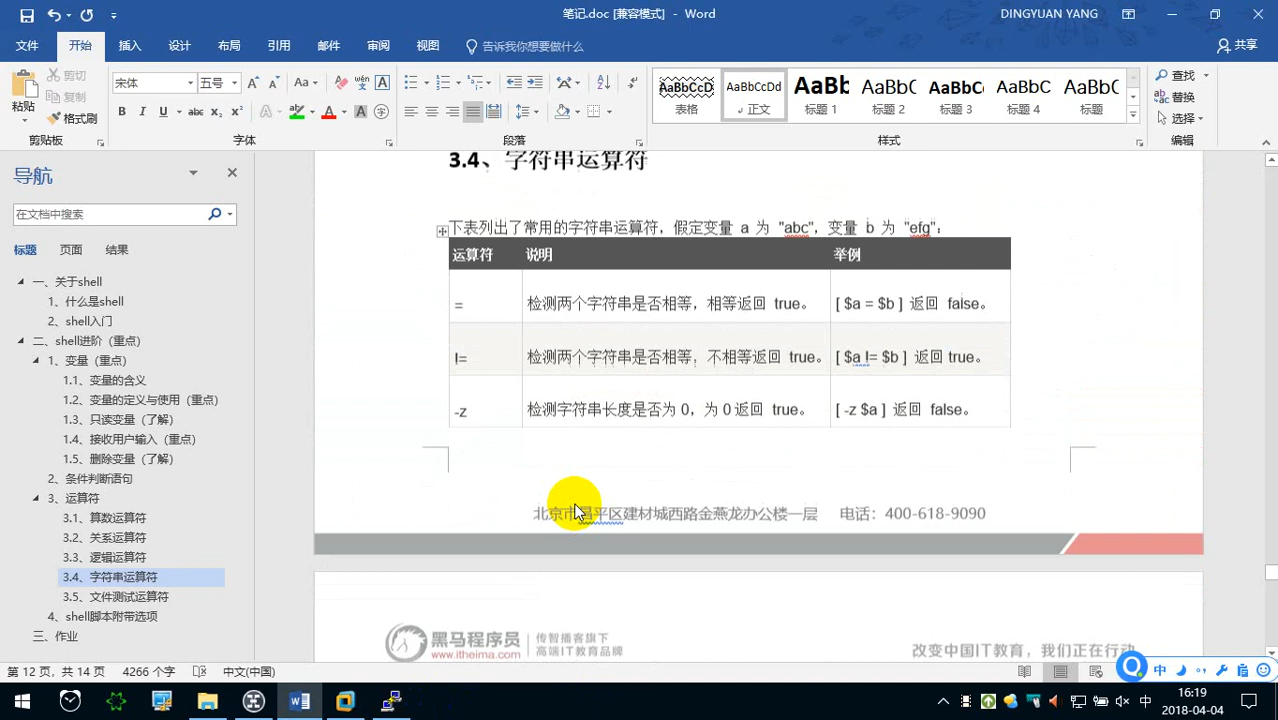 笔记.doc [兼容模式] - Word
DINGYUAN YANG
文件 开始 插入 设计 布局 引用 邮件 审阅 视图 告诉我你想要做什么 共享
粘贴
剪切
复制
格式刷
宋体 五号
AaBbCcD AaBbCcDd AaBb AaBbC AaBbC AaBbC AaBbC
表格 正文 标题 1 标题 2 标题 3 标题 4 标题
查找
替换
选择
剪贴板 字体 段落 样式 编辑
导航
在文档中搜索
标题 页面 结果
一、关于shell
1、什么是shell
2、shell入门
二、shell进阶（重点）
1、变量（重点）
1.1、变量的含义
1.2、变量的定义与使用（重点）
1.3、只读变量（了解）
1.4、接收用户输入（重点）
1.5、删除变量（了解）
2、条件判断语句
3、运算符
3.1、算数运算符
3.2、关系运算符
3.3、逻辑运算符
3.4、字符串运算符
3.5、文件测试运算符
4、shell脚本附带选项
三、作业
3.4、字符串运算符
下表列出了常用的字符串运算符，假定变量 a 为 "abc"，变量 b 为 "efg"：
运算符 说明 举例
= 检测两个字符串是否相等，相等返回 true。 [ $a = $b ] 返回 false。
!= 检测两个字符串是否相等，不相等返回 true。 [ $a != $b ] 返回 true。
-z 检测字符串长度是否为 0，为 0 返回 true。 [ -z $a ] 返回 false。
北京市昌平区建材城西路金燕龙办公楼一层 电话：400-618-9090
黑马程序员
www.itheima.com
传智播客旗下
高端IT教育品牌
改变中国IT教育，我们正在行动
第 12 页，共 14 页 4266 个字 中文(中国)
中
中
16:19
2018-04-04